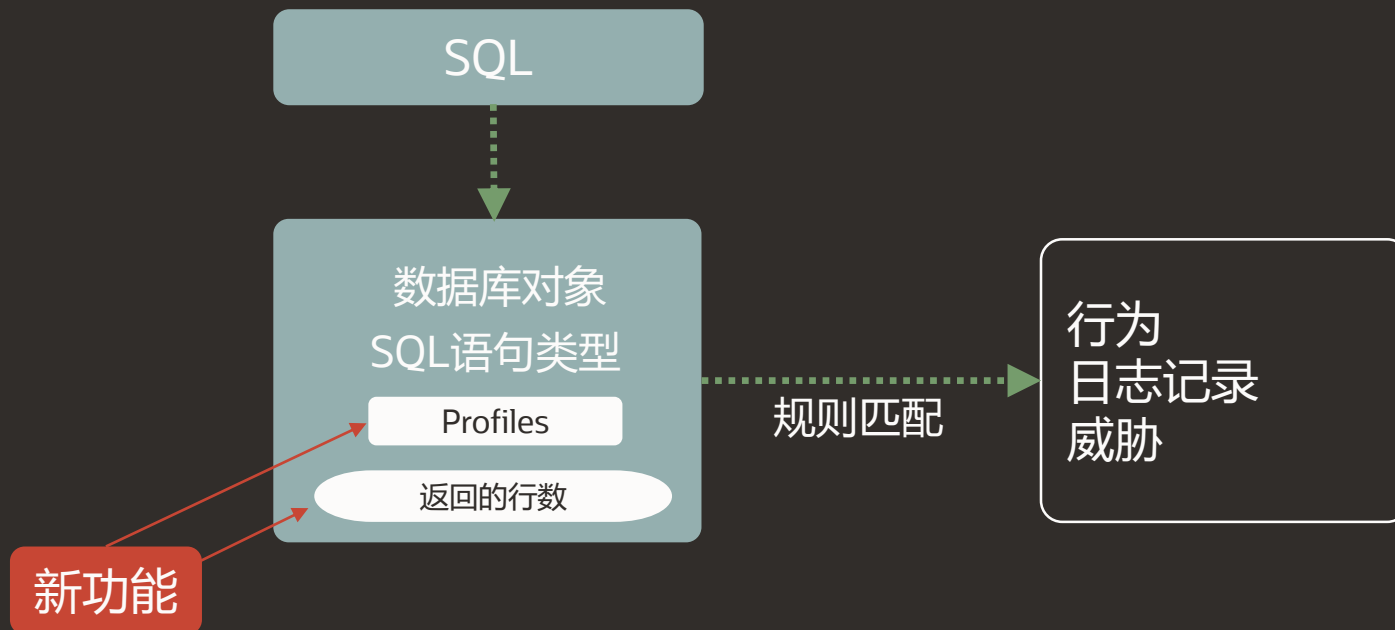 SQL
数据库对象
SQL语句类型
Profiles
返回的行数
规则匹配
行为
日志记录
威胁
新功能